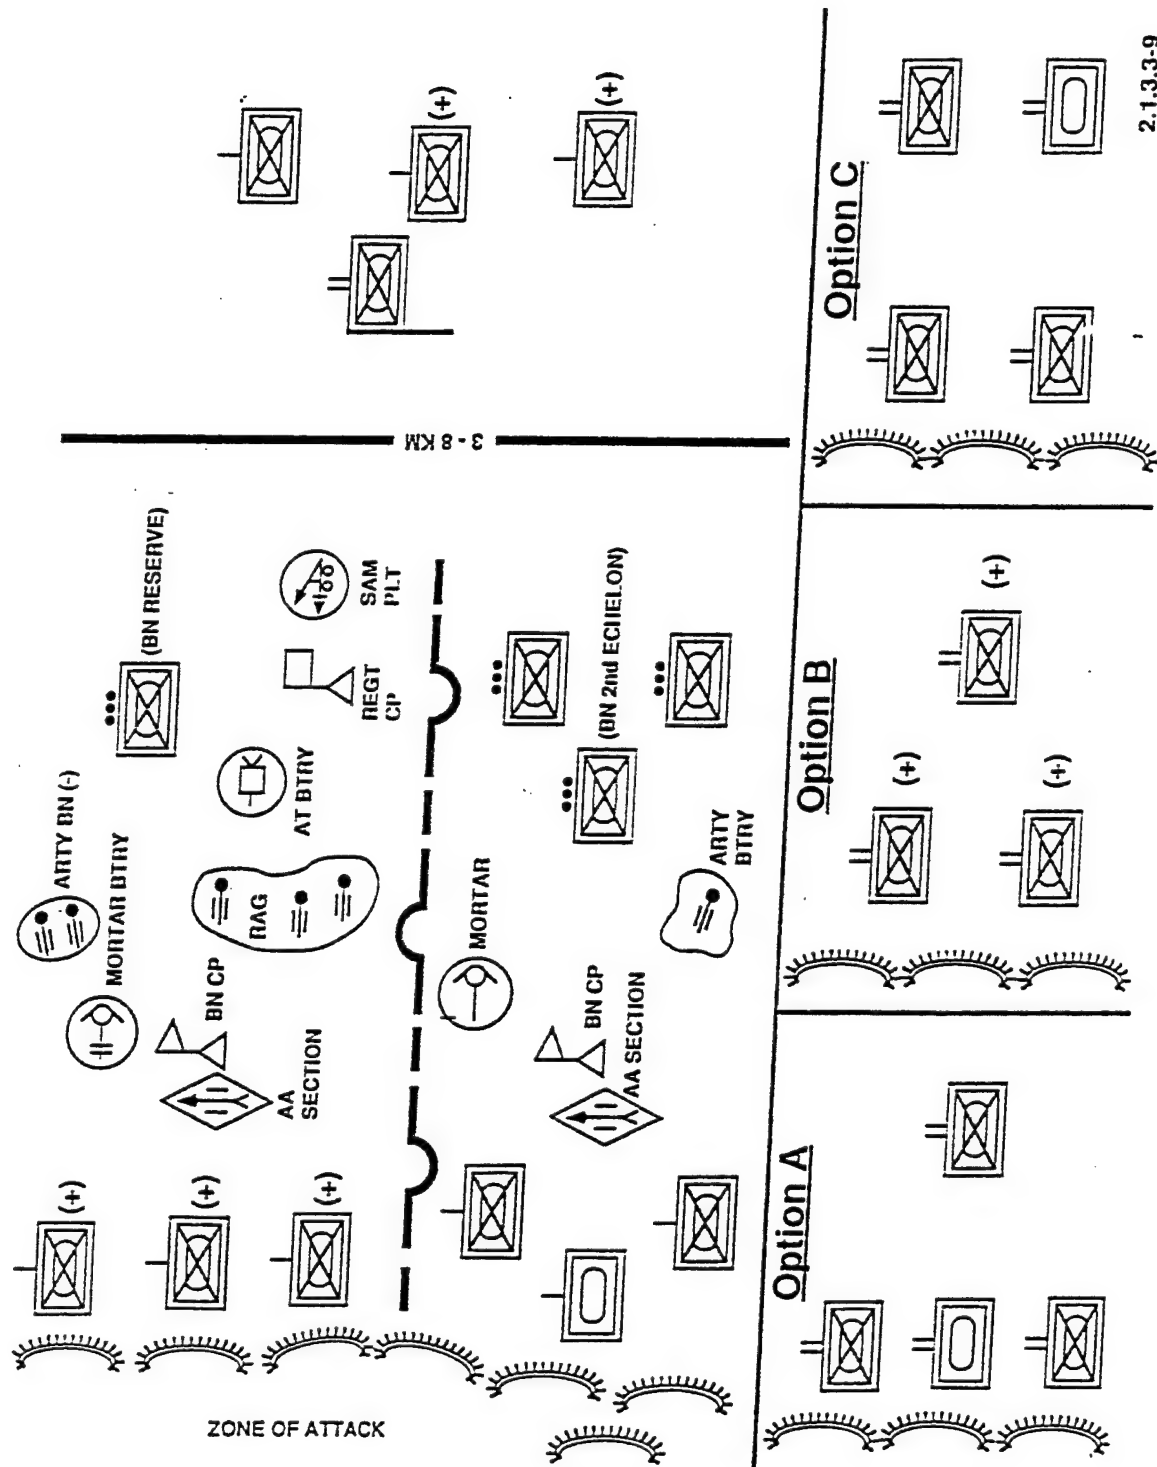 (+)
(+)
3 - 8 KM
(BN RESERVE)
ARTY BN (-)
MORTAR BTRY
SAM
PLT
REGT
CP
AT BTRY
RAG
BN CP
AA
SECTION
(+)
(+)
(+)
MORTAR
(BN 2nd ECHELON)
ARTY
BTRY
BN CP
AA SECTION
ZONE OF ATTACK
Option A
Option B
(+)
(+)
(+)
Option C
2.1.3.3-9